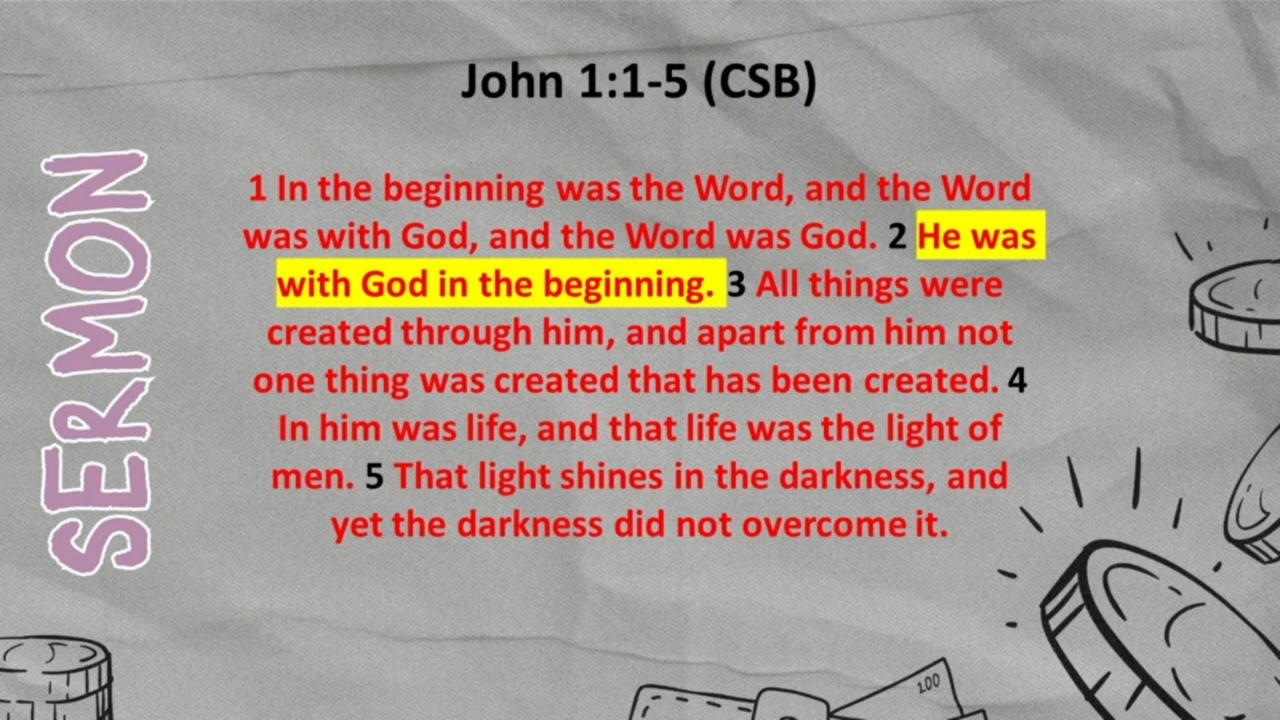 John 1:1-5 (CSB)
SERMON
1 In the beginning was the Word, and the Word
was with God, and the Word was God. 2 He was
with God in the beginning. 3 All things were
created through him, and apart from him not
one thing was created that has been created. 4
In him was life, and that life was the light of
men. 5 That light shines in the darkness, and
yet the darkness did not overcome it.
100